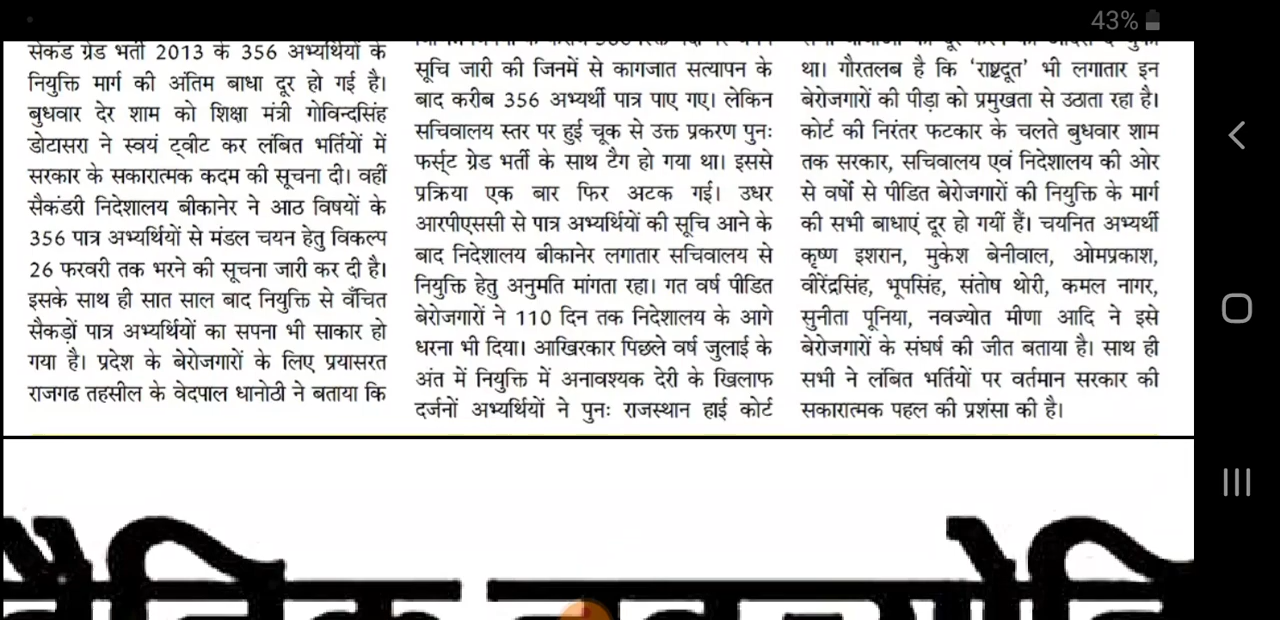 43%
सेकंड ग्रेड भर्ती 2013 के 356 अभ्यर्थियों के
नियुक्ति मार्ग की अंतिम बाधा दूर हो गई है।
बुधवार देर शाम को शिक्षा मंत्री गोविन्दसिंह
डोटासरा ने स्वयं ट्वीट कर लंबित भर्तियों में
सरकार के सकारात्मक कदम की सूचना दी। वहीं
सैकंडरी निदेशालय बीकानेर ने आठ विषयों के
356 पात्र अभ्यर्थियों से मंडल चयन हेतु विकल्प
26 फरवरी तक भरने की सूचना जारी कर दी है।
इसके साथ ही सात साल बाद नियुक्ति से वँचित
सैकड़ों पात्र अभ्यर्थियों का सपना भी साकार हो
गया है। प्रदेश के बेरोजगारों के लिए प्रयासरत
राजगढ तहसील के वेदपाल धानोठी ने बताया कि
सूचि जारी की जिनमें से कागजात सत्यापन के
बाद करीब 356 अभ्यर्थी पात्र पाए गए। लेकिन
सचिवालय स्तर पर हुई चूक से उक्त प्रकरण पुनः
फर्स्ट ग्रेड भर्ती के साथ टैग हो गया था। इससे
प्रक्रिया एक बार फिर अटक गई। उधर
आरपीएससी से पात्र अभ्यर्थियों की सूचि आने के
बाद निदेशालय बीकानेर लगातार सचिवालय से
नियुक्ति हेतु अनुमति मांगता रहा। गत वर्ष पीडित
बेरोजगारों ने 110 दिन तक निदेशालय के आगे
धरना भी दिया। आखिरकार पिछले वर्ष जुलाई के
अंत में नियुक्ति में अनावश्यक देरी के खिलाफ
दर्जनों अभ्यर्थियों ने पुनः राजस्थान हाई कोर्ट
था। गौरतलब है कि ‘राष्ट्रदूत’ भी लगातार इन
बेरोजगारों की पीड़ा को प्रमुखता से उठाता रहा है।
कोर्ट की निरंतर फटकार के चलते बुधवार शाम
तक सरकार, सचिवालय एवं निदेशालय की ओर
से वर्षों से पीडित बेरोजगारों की नियुक्ति के मार्ग
की सभी बाधाएं दूर हो गयीं हैं। चयनित अभ्यर्थी
कृष्ण इशरान, मुकेश बेनीवाल, ओमप्रकाश,
वीरेंद्रसिंह, भूपसिंह, संतोष थोरी, कमल नागर,
सुनीता पूनिया, नवज्योत मीणा आदि ने इसे
बेरोजगारों के संघर्ष की जीत बताया है। साथ ही
सभी ने लंबित भर्तियों पर वर्तमान सरकार की
सकारात्मक पहल की प्रशंसा की है।